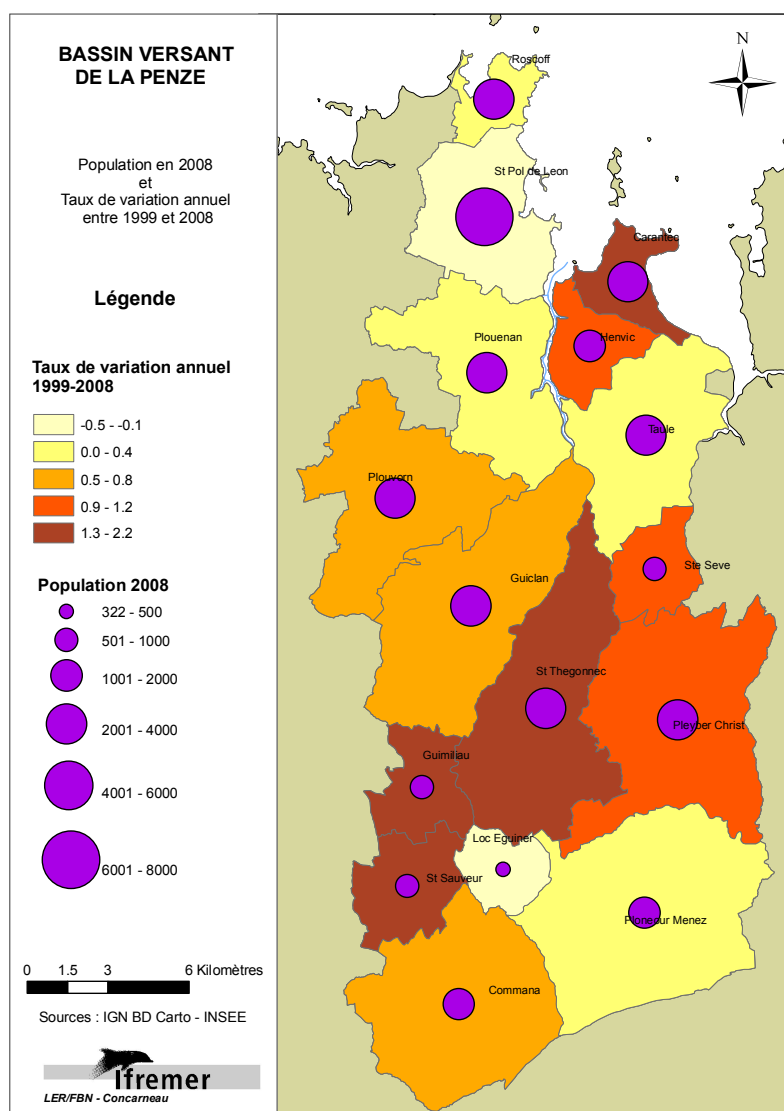 BASSIN VERSANT
DE LA PENZE
Population en 2008
et
Taux de variation annuel
entre 1999 et 2008
Légende
Taux de variation annuel
1999-2008
-0.5 - -0.1
0.0 - 0.4
0.5 - 0.8
0.9 - 1.2
1.3 - 2.2
Population 2008
322 - 500
501 - 1000
1001 - 2000
2001 - 4000
4001 - 6000
6001 - 8000
0 1.5 3 6 Kilomètres
Sources : IGN BD Carto - INSEE
Ifremer
LER/FBN - Concarneau
N
Roscoff
St Pol de Leon
Carantec
Henvic
Plouenan
Taule
Plouvorn
Guiclan
Ste Seve
St Thegonnec
Pleyber Christ
Guimiliau
Loc Eguiner
St Sauveur
Ploneour Menez
Commana